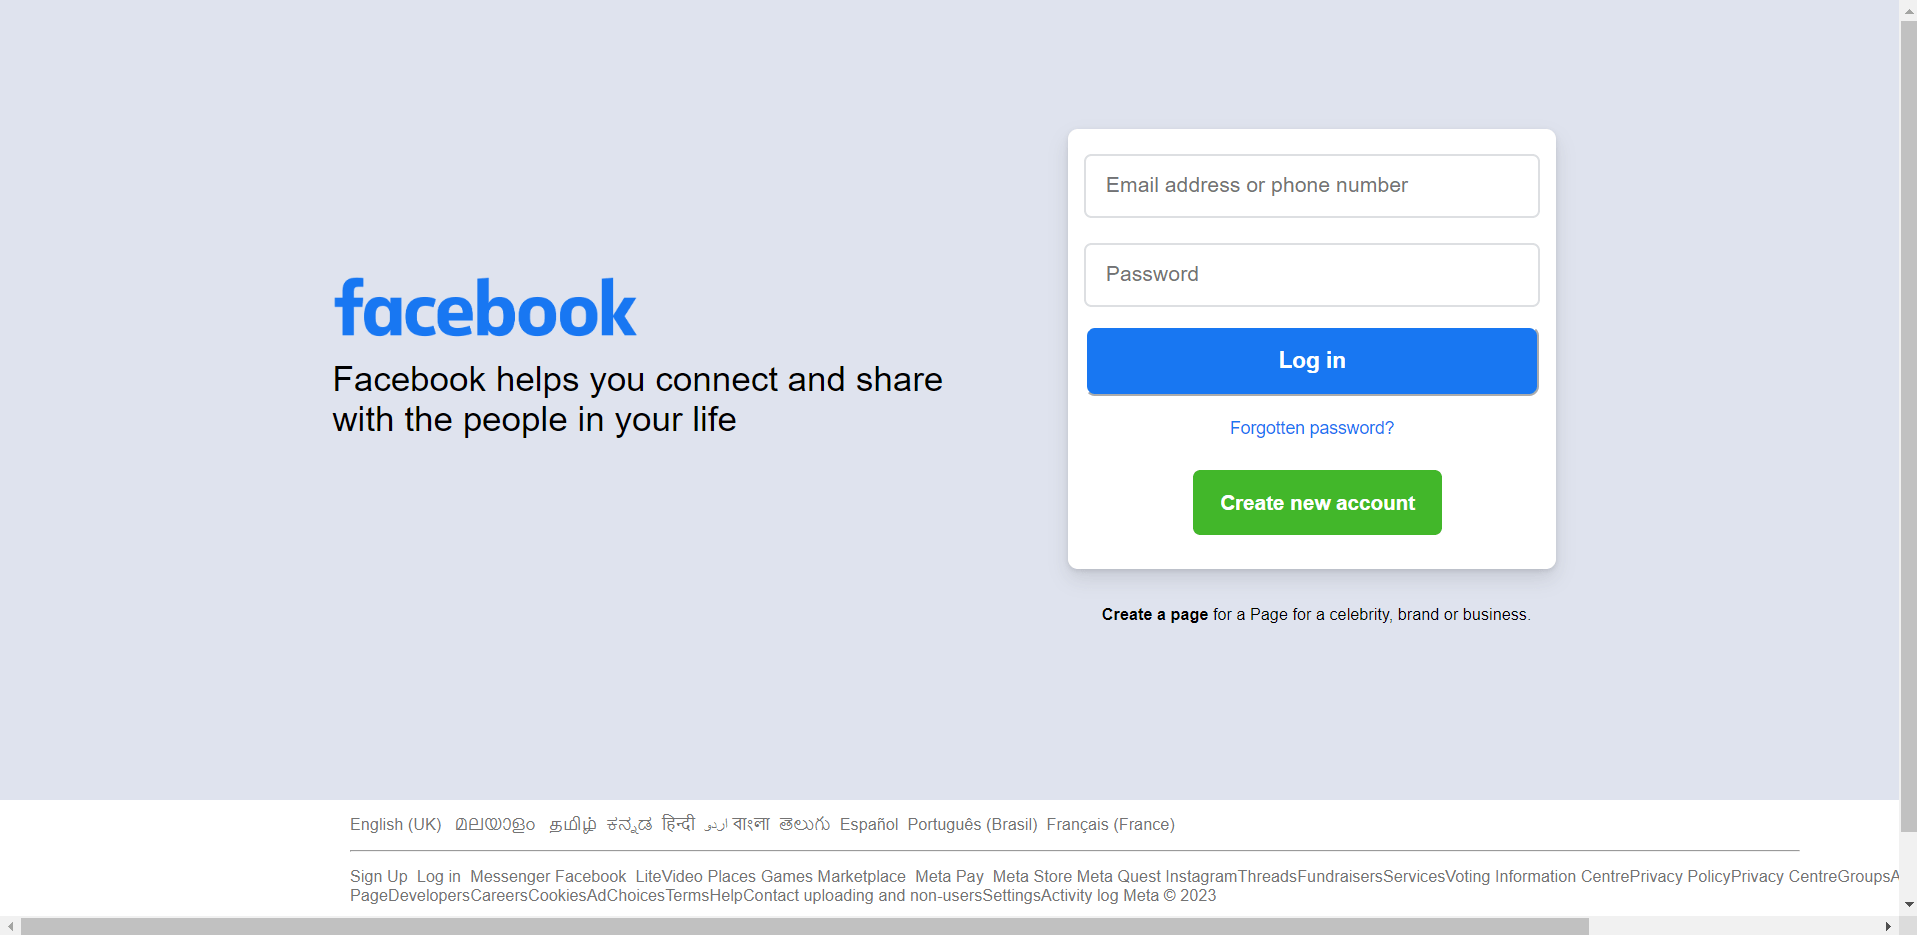 facebook
Facebook helps you connect and share
with the people in your life
Email address or phone number
Password
Log in
Forgotten password?
Create new account
Create a page for a Page for a celebrity, brand or business.
English (UK) മലയാളം தமிழ் ಕನ್ನಡ हिन्दी اردو বাংলা తెలుగు Español Português (Brasil) Français (France)
Sign Up Log in Messenger Facebook LiteVideo Places Games Marketplace Meta Pay Meta Store Meta Quest InstagramThreadsFundraisersServicesVoting Information CentrePrivacy PolicyPrivacy CentreGroupsA
PageDevelopersCareersCookiesAdChoicesTermsHelpContact uploading and non-usersSettingsActivity log Meta © 2023